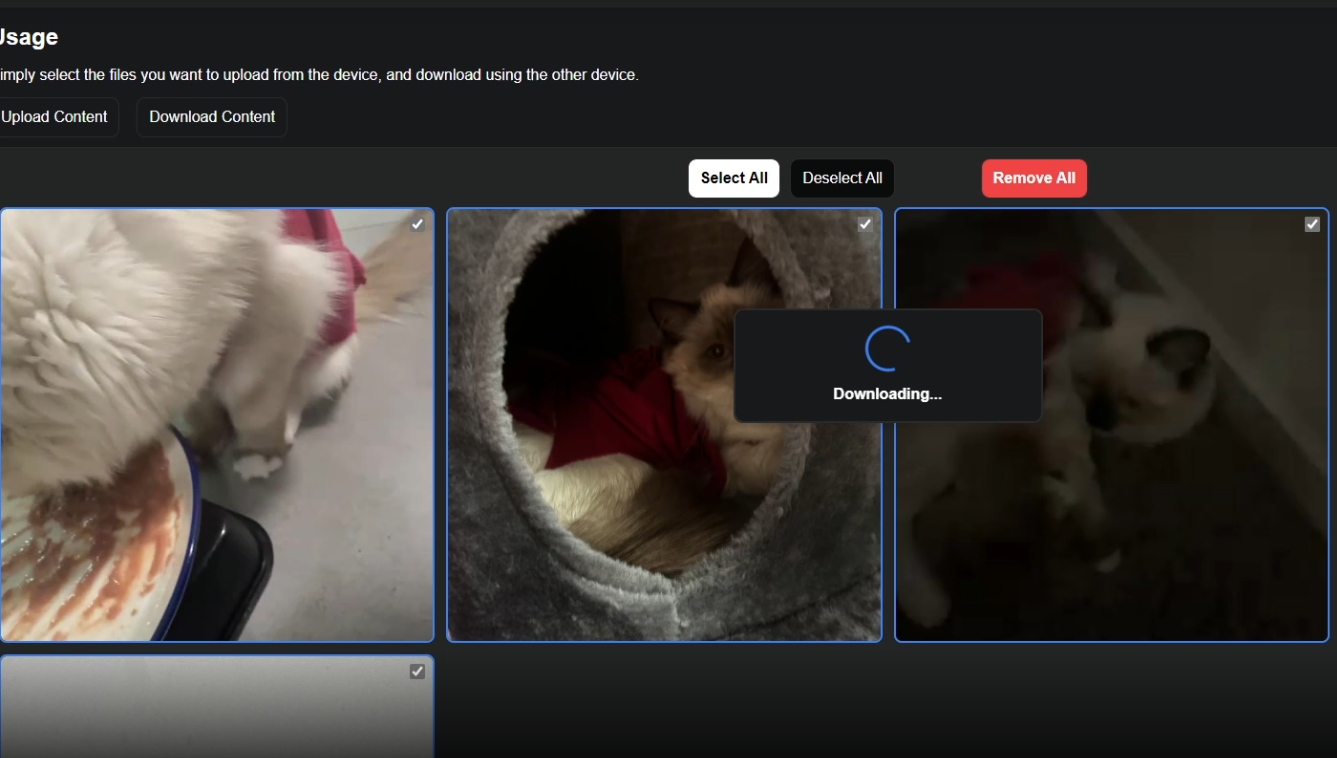 Usage
imply select the files you want to upload from the device, and download using the other device.
Upload Content
Download Content
Select All
Deselect All
Remove All
Downloading...